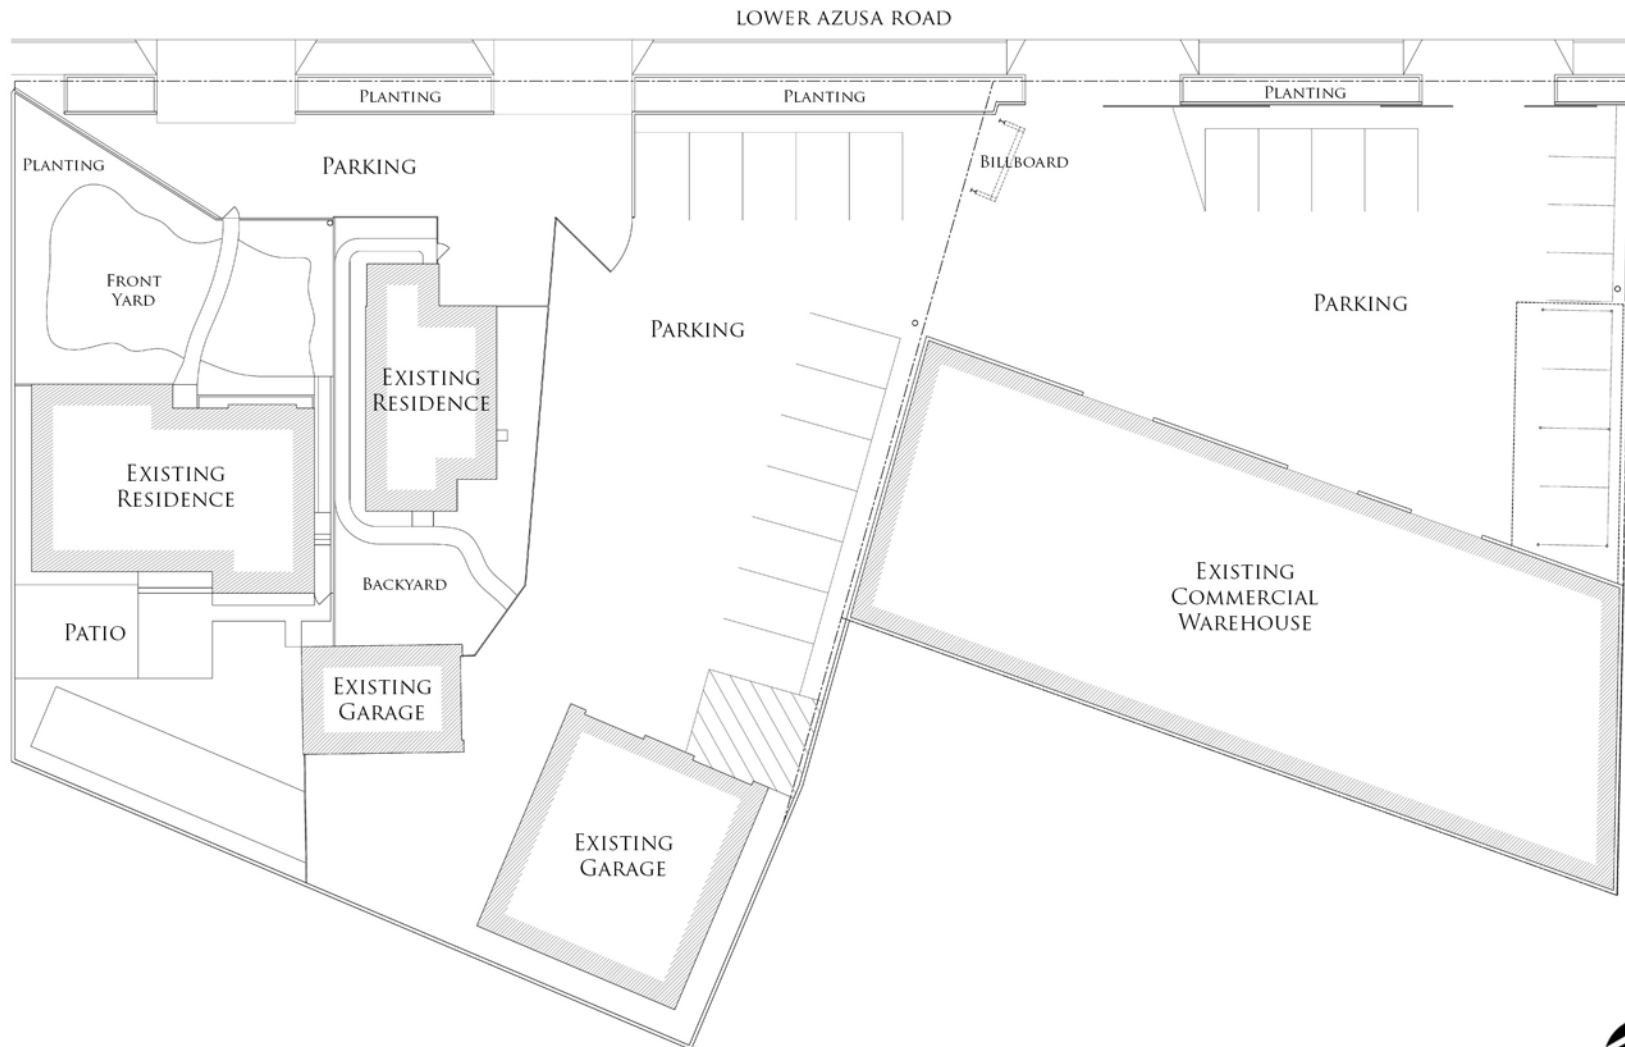 LOWER AZUSA ROAD
PLANTING
PLANTING
PLANTING
PLANTING
PARKING
BILLBOARD
FRONT
YARD
PARKING
PARKING
EXISTING
RESIDENCE
EXISTING
RESIDENCE
BACKYARD
EXISTING
COMMERCIAL
WAREHOUSE
PATIO
EXISTING
GARAGE
EXISTING
GARAGE